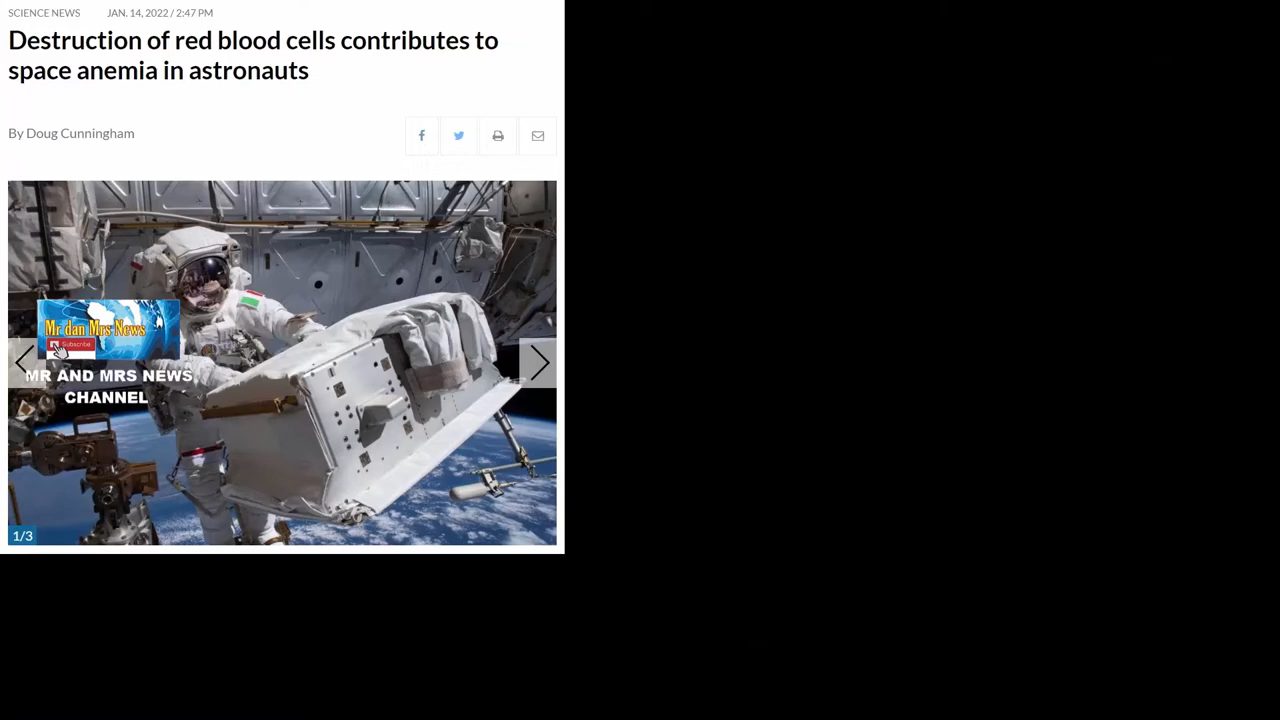 SCIENCE NEWS JAN. 14, 2022 / 2:47 PM
Destruction of red blood cells contributes to
space anemia in astronauts
By Doug Cunningham
Mr dan Mrs News
Subscribe
MR AND MRS NEWS
CHANNEL
1/3